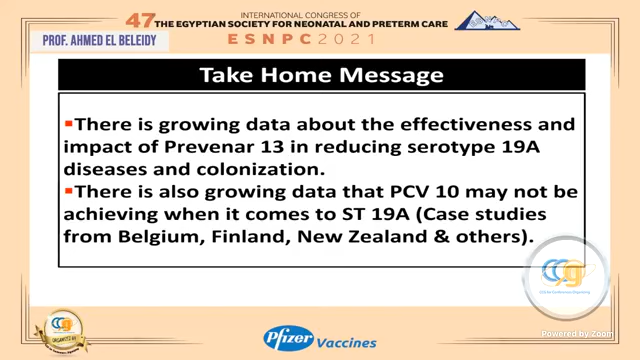 INTERNATIONAL CONGRESS OF
47 THE EGYPTIAN SOCIETY FOR NEONATAL AND PRETERM CARE
PROF. AHMED EL BELEIDY
ESNPC2021
Take Home Message
There is growing data about the effectiveness and
impact of Prevenar 13 in reducing serotype 19A
diseases and colonization.
There is also growing data that PCV 10 may not be
achieving when it comes to ST 19A (Case studies
from Belgium, Finland, New Zealand & others).
Powered by Zoom
ORGANIZED BY
Pfizer Vaccines